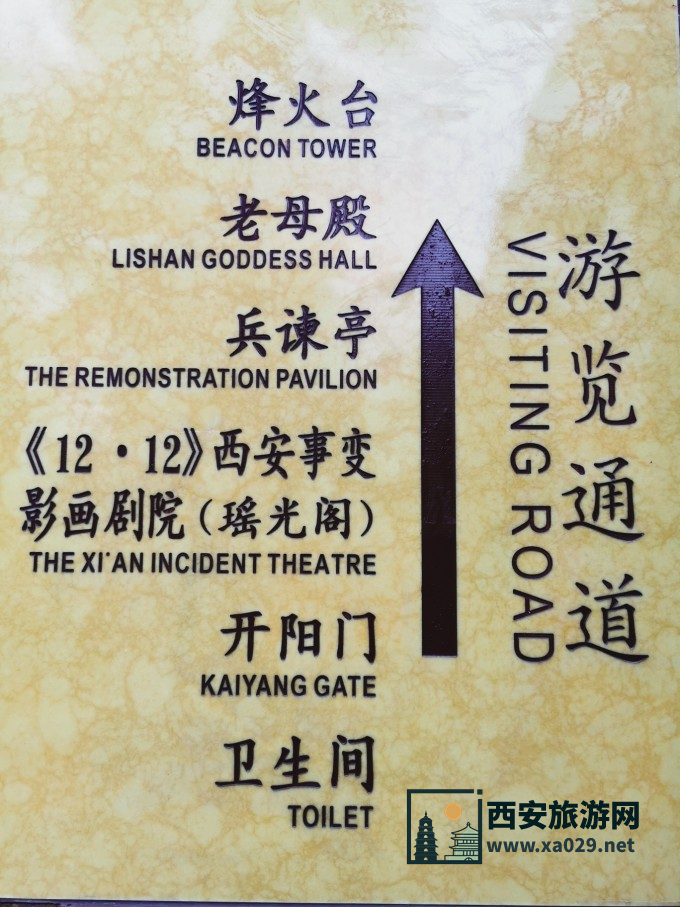 烽火台
BEACON TOWER
老母殿
LISHAN GODDESS HALL
兵谏亭
THE REMONSTRATION PAVILION
《12·12》西安事变
影画剧院（瑶光阁）
THE XI'AN INCIDENT THEATRE
开阳门
KAIYANG GATE
卫生间
TOILET
VISITING ROAD
游览通道
西安旅游网
www.xa029.net